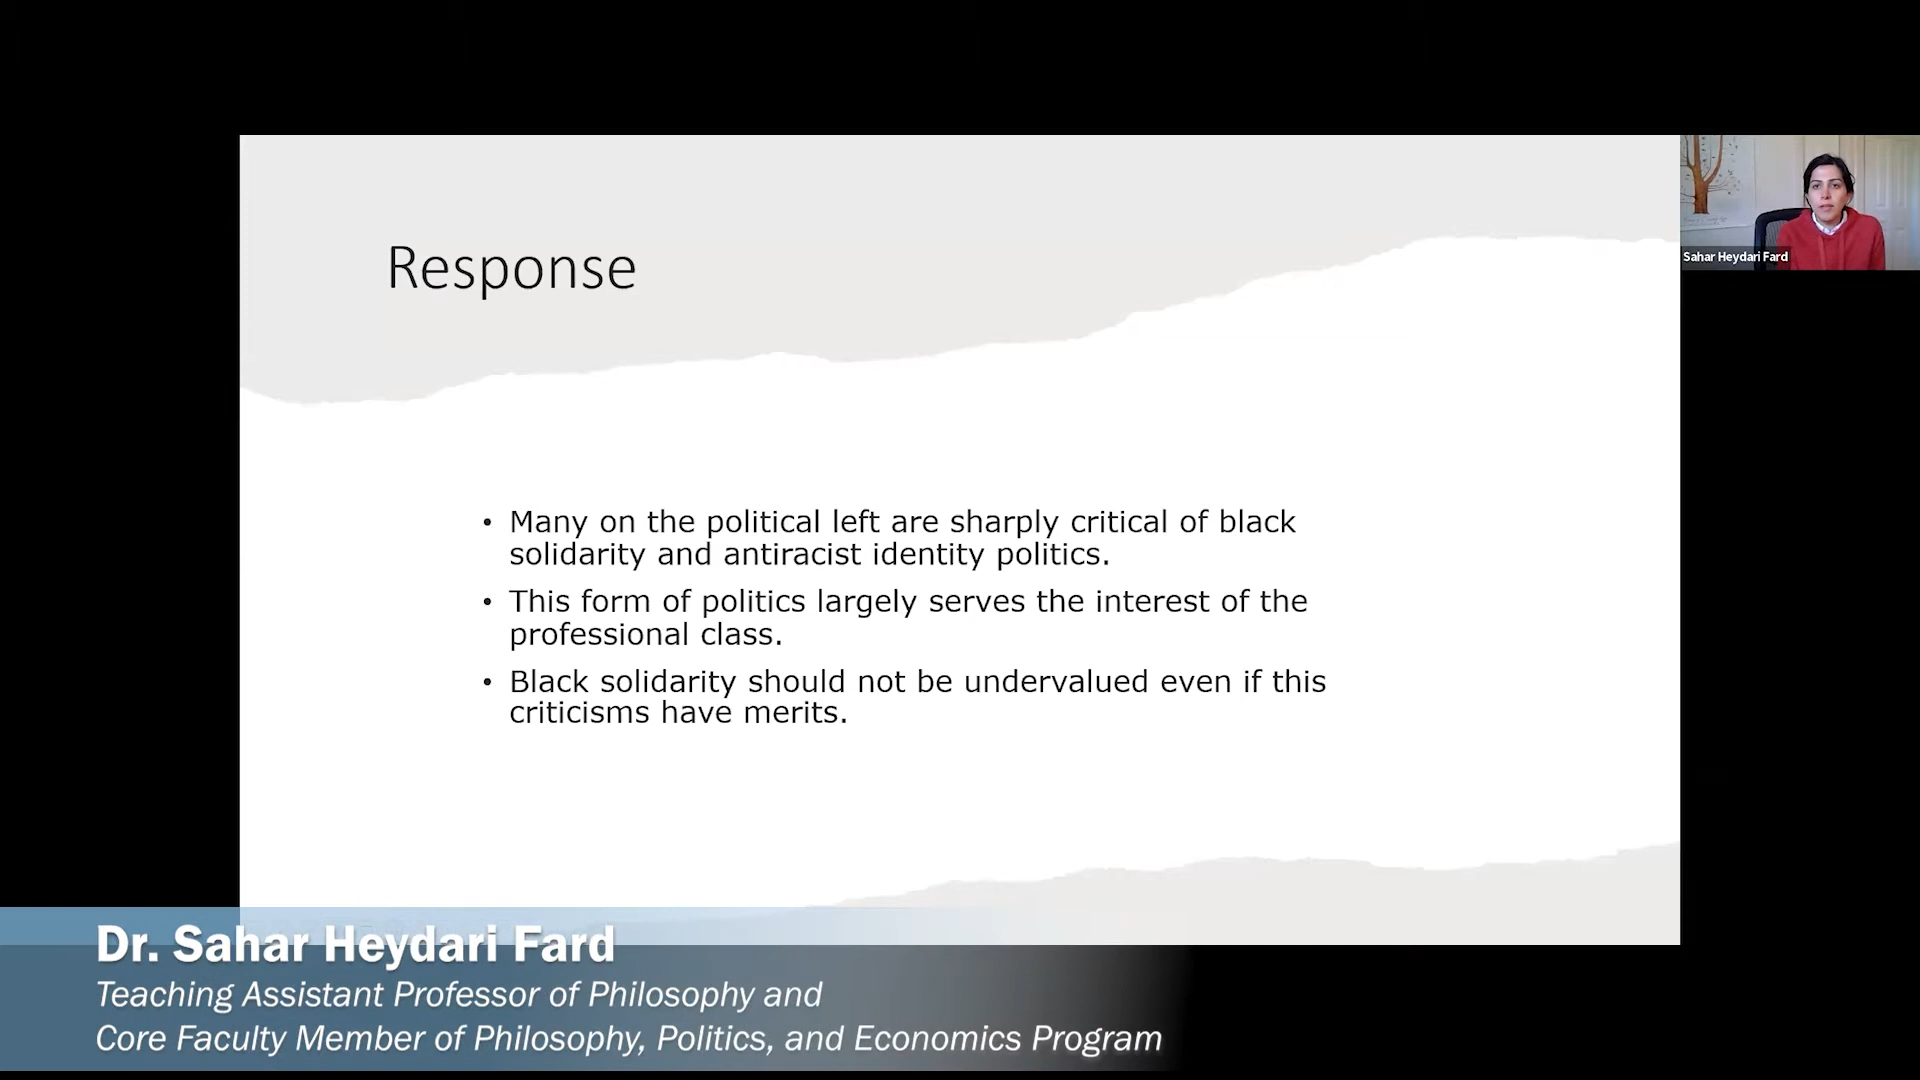 Response
Sahar Heydari Fard
• Many on the political left are sharply critical of black
solidarity and antiracist identity politics.
• This form of politics largely serves the interest of the
professional class.
• Black solidarity should not be undervalued even if this
criticisms have merits.
Dr. Sahar Heydari Fard
Teaching Assistant Professor of Philosophy and
Core Faculty Member of Philosophy, Politics, and Economics Program